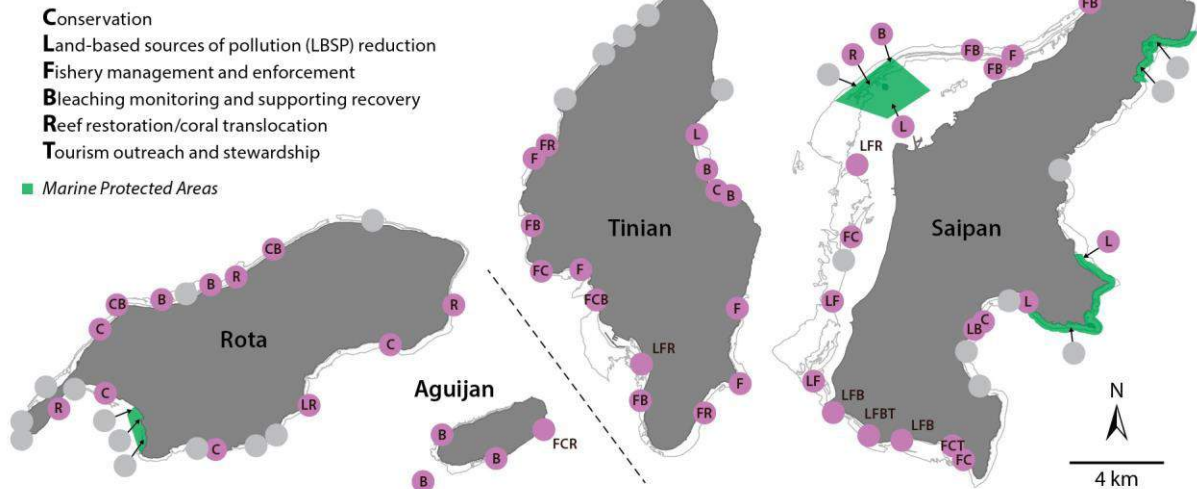 Conservation
Land-based sources of pollution (LBSP) reduction
Fishery management and enforcement
Bleaching monitoring and supporting recovery
Reef restoration/coral translocation
Tourism outreach and stewardship
Marine Protected Areas
Rota
CB
R
B
B
CB
C
R
C
R
C
LR
C
Aguijan
B
FCR
B
B
Tinian
FR
F
L
B
C
B
FB
FC
F
FCB
F
LFR
FB
F
FR
Saipan
FB
B
R
FB
F
FB
L
LFR
FC
L
LF
L
C
LB
LF
LFB
LFBT
LFB
FCT
FC
N
4 km